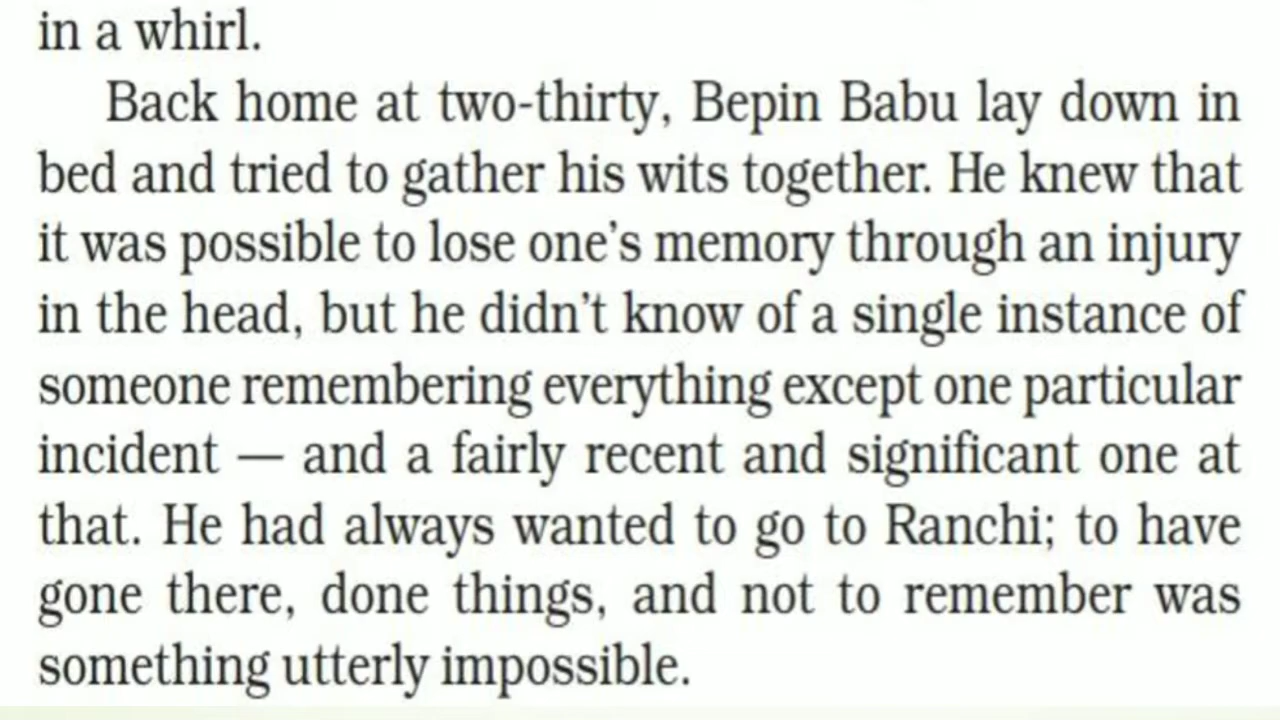 in a whirl.
Back home at two-thirty, Bepin Babu lay down in
bed and tried to gather his wits together. He knew that
it was possible to lose one's memory through an injury
in the head, but he didn't know of a single instance of
someone remembering everything except one particular
incident — and a fairly recent and significant one at
that. He had always wanted to go to Ranchi; to have
gone there, done things, and not to remember was
something utterly impossible.